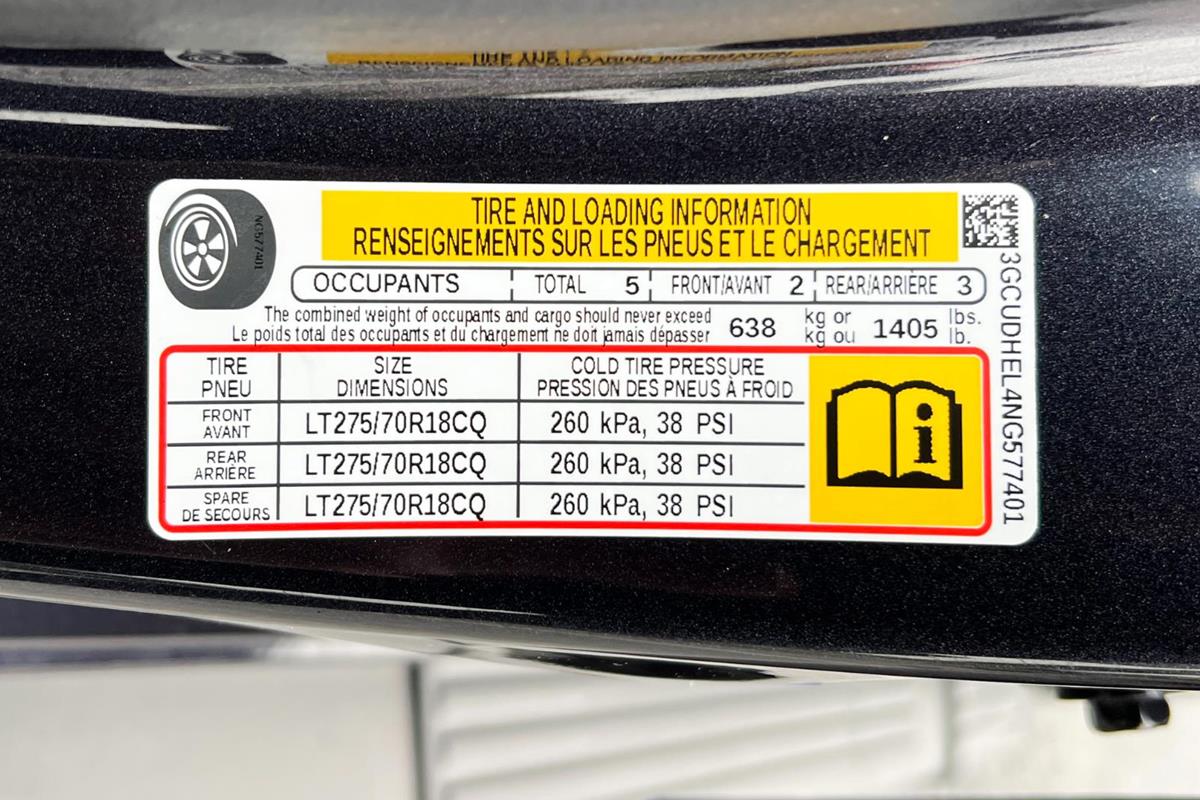 TIRE AND LOADING INFORMATION
RENSEIGNEMENTS SUR LES PNEUS ET LE CHARGEMENT
NG577401
OCCUPANTS TOTAL 5 FRONT/AVANT 2 REAR/ARRIÈRE 3
The combined weight of occupants and cargo should never exceed 638 kg or 1405 lbs.
Le poids total des occupants et du chargement ne doit jamais dépasser kg ou lb.
TIRE SIZE COLD TIRE PRESSURE
PNEU DIMENSIONS PRESSION DES PNEUS À FROID
FRONT
AVANT LT275/70R18CQ 260 kPa, 38 PSI
REAR
ARRIÈRE LT275/70R18CQ 260 kPa, 38 PSI
SPARE
DE SECOURS LT275/70R18CQ 260 kPa, 38 PSI
i
3GCUDHEL4NG577401